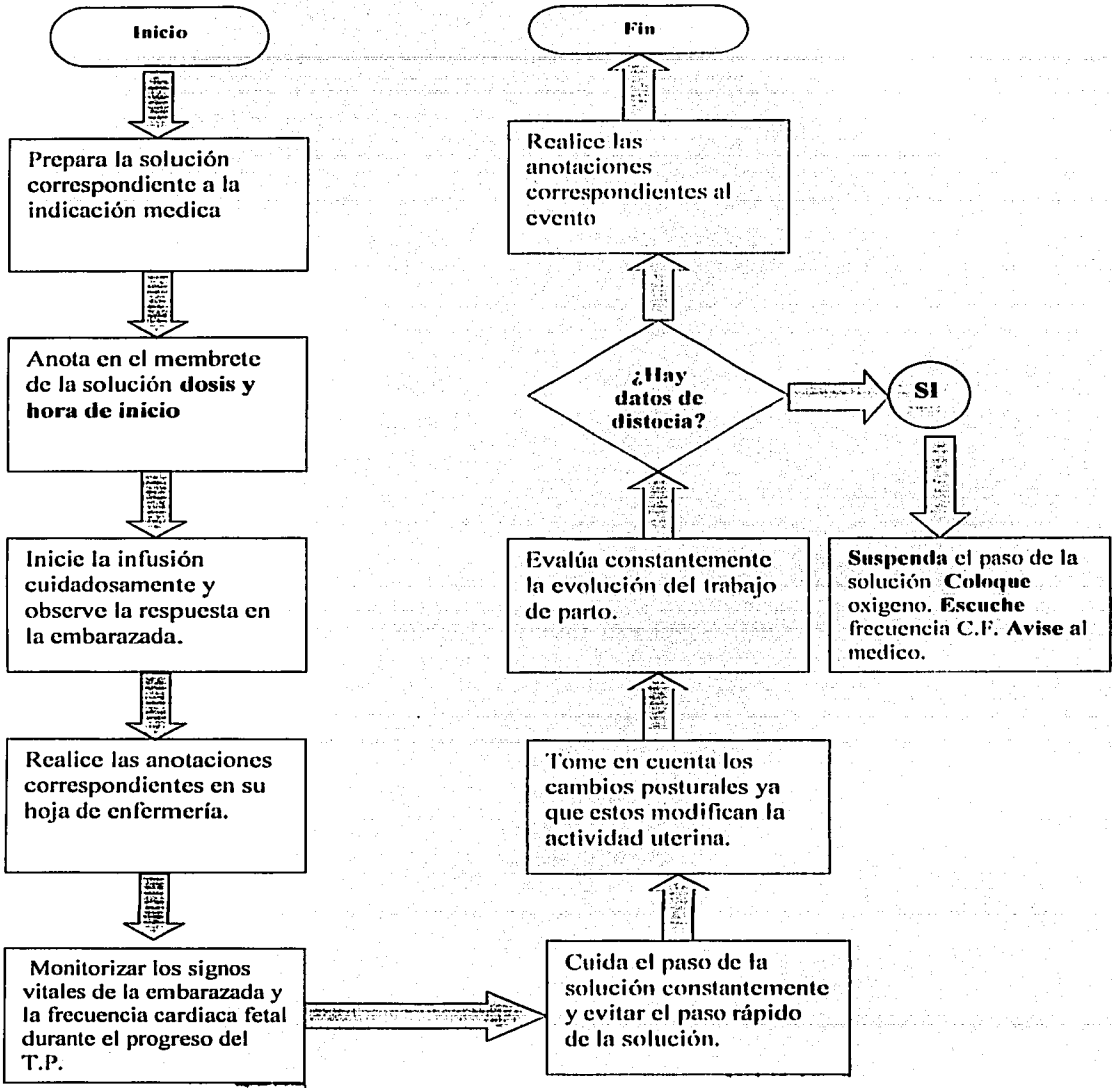 Inicio
Prepara la solución
correspondiente a la
indicación medica
Anota en el membrete
de la solución dosis y
hora de inicio
Inicie la infusión
cuidadosamente y
observe la respuesta en
la embarazada.
Realice las anotaciones
correspondientes en su
hoja de enfermería.
Monitorizar los signos
vitales de la embarazada y
la frecuencia cardiaca fetal
durante el progreso del
T.P.
Cuida el paso de la
solución constantemente
y evitar el paso rápido
de la solución.
Tome en cuenta los
cambios posturales ya
que estos modifican la
actividad uterina.
Evalúa constantemente
la evolución del trabajo
de parto.
¿Hay
datos de
distocia?
SI
Suspenda el paso de la
solución Coloque
oxigeno. Escuche
frecuencia C.F. Avise al
medico.
Realice las
anotaciones
correspondientes al
evento
Fin